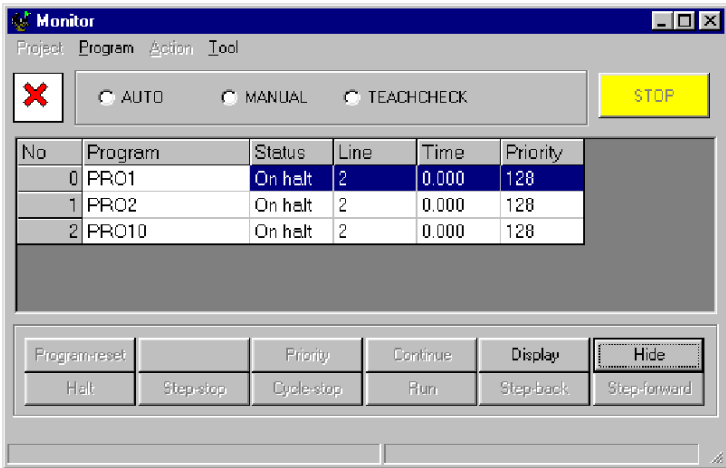 Monitor
Project Program Action Tool
AUTO MANUAL TEACHCHECK STOP
No Program Status Line Time Priority
0 PRO1 On halt 2 0.000 128
1 PRO2 On halt 2 0.000 128
2 PRO10 On halt 2 0.000 128
Program-reset Priority Continue Display Hide
Halt Step-stop Cycle-stop Run Step-back Step-forward